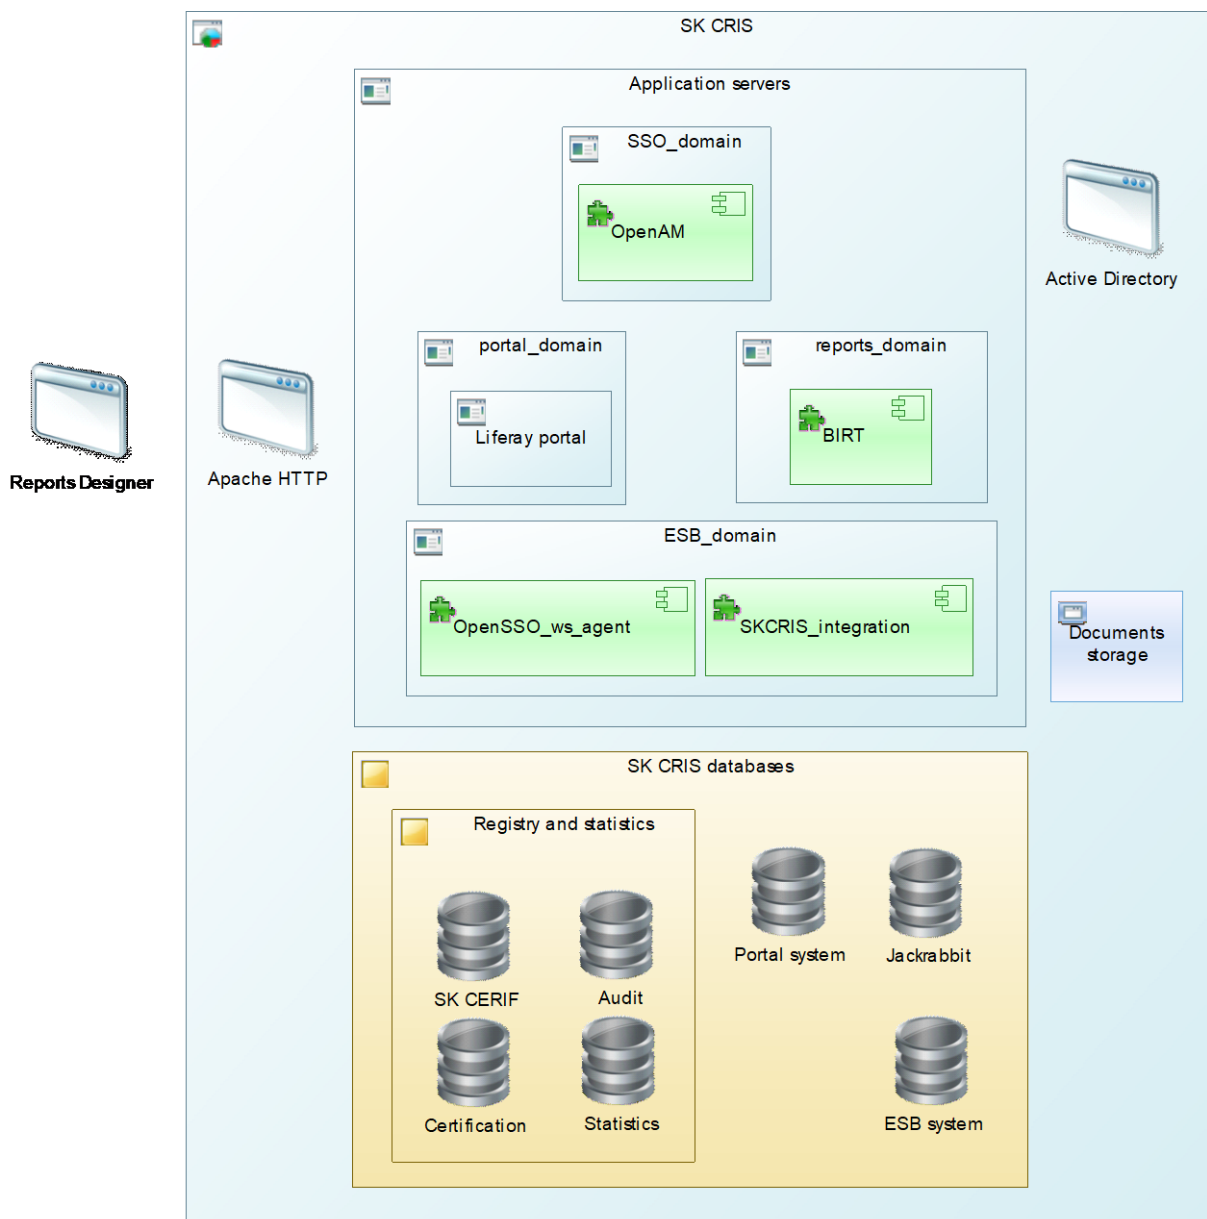 SK CRIS
Application servers
SSO_domain
OpenAM
Active Directory
portal_domain
reports_domain
Liferay portal
BIRT
Reports Designer
Apache HTTP
ESB_domain
OpenSSO_ws_agent
SKCRIS_integration
Documents
storage
SK CRIS databases
Registry and statistics
Portal system
Jackrabbit
SK CERIF
Audit
Certification
Statistics
ESB system